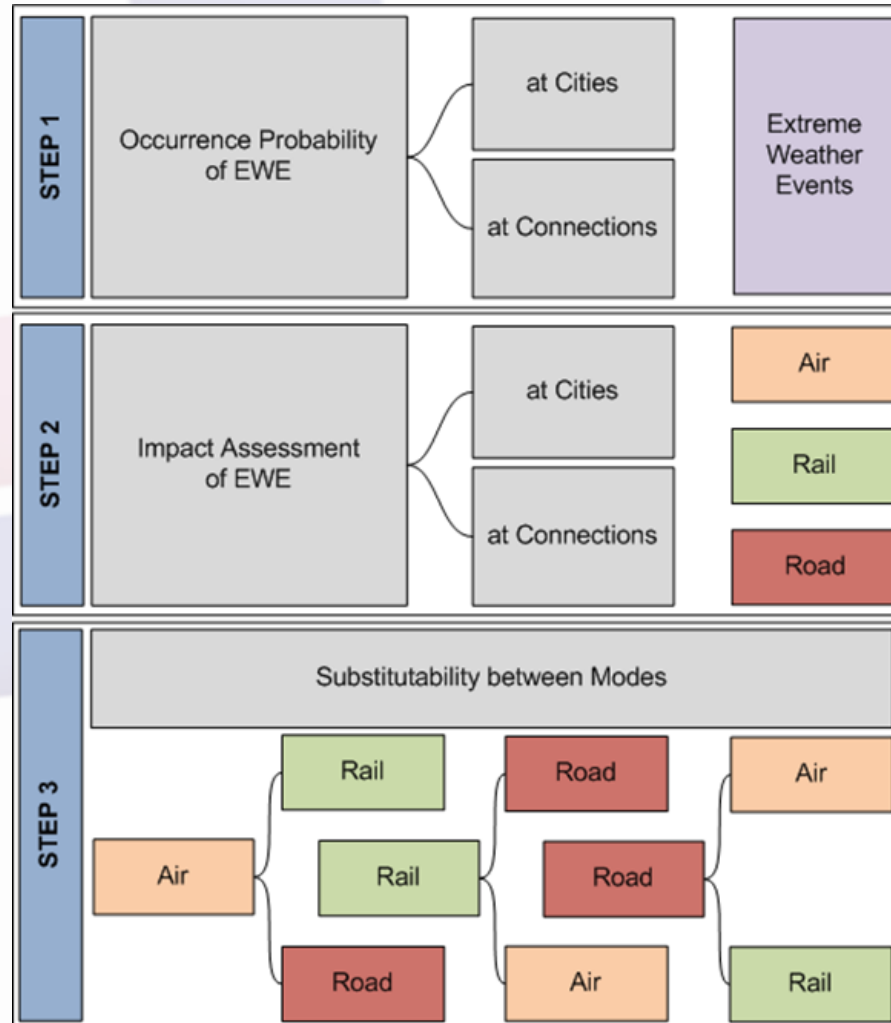 STEP 1
Occurrence Probability
of EWE
at Cities
at Connections
Extreme
Weather
Events
STEP 2
Impact Assessment
of EWE
at Cities
at Connections
Air
Rail
Road
STEP 3
Substitutability between Modes
Air
Rail
Road
Rail
Road
Air
Road
Air
Rail